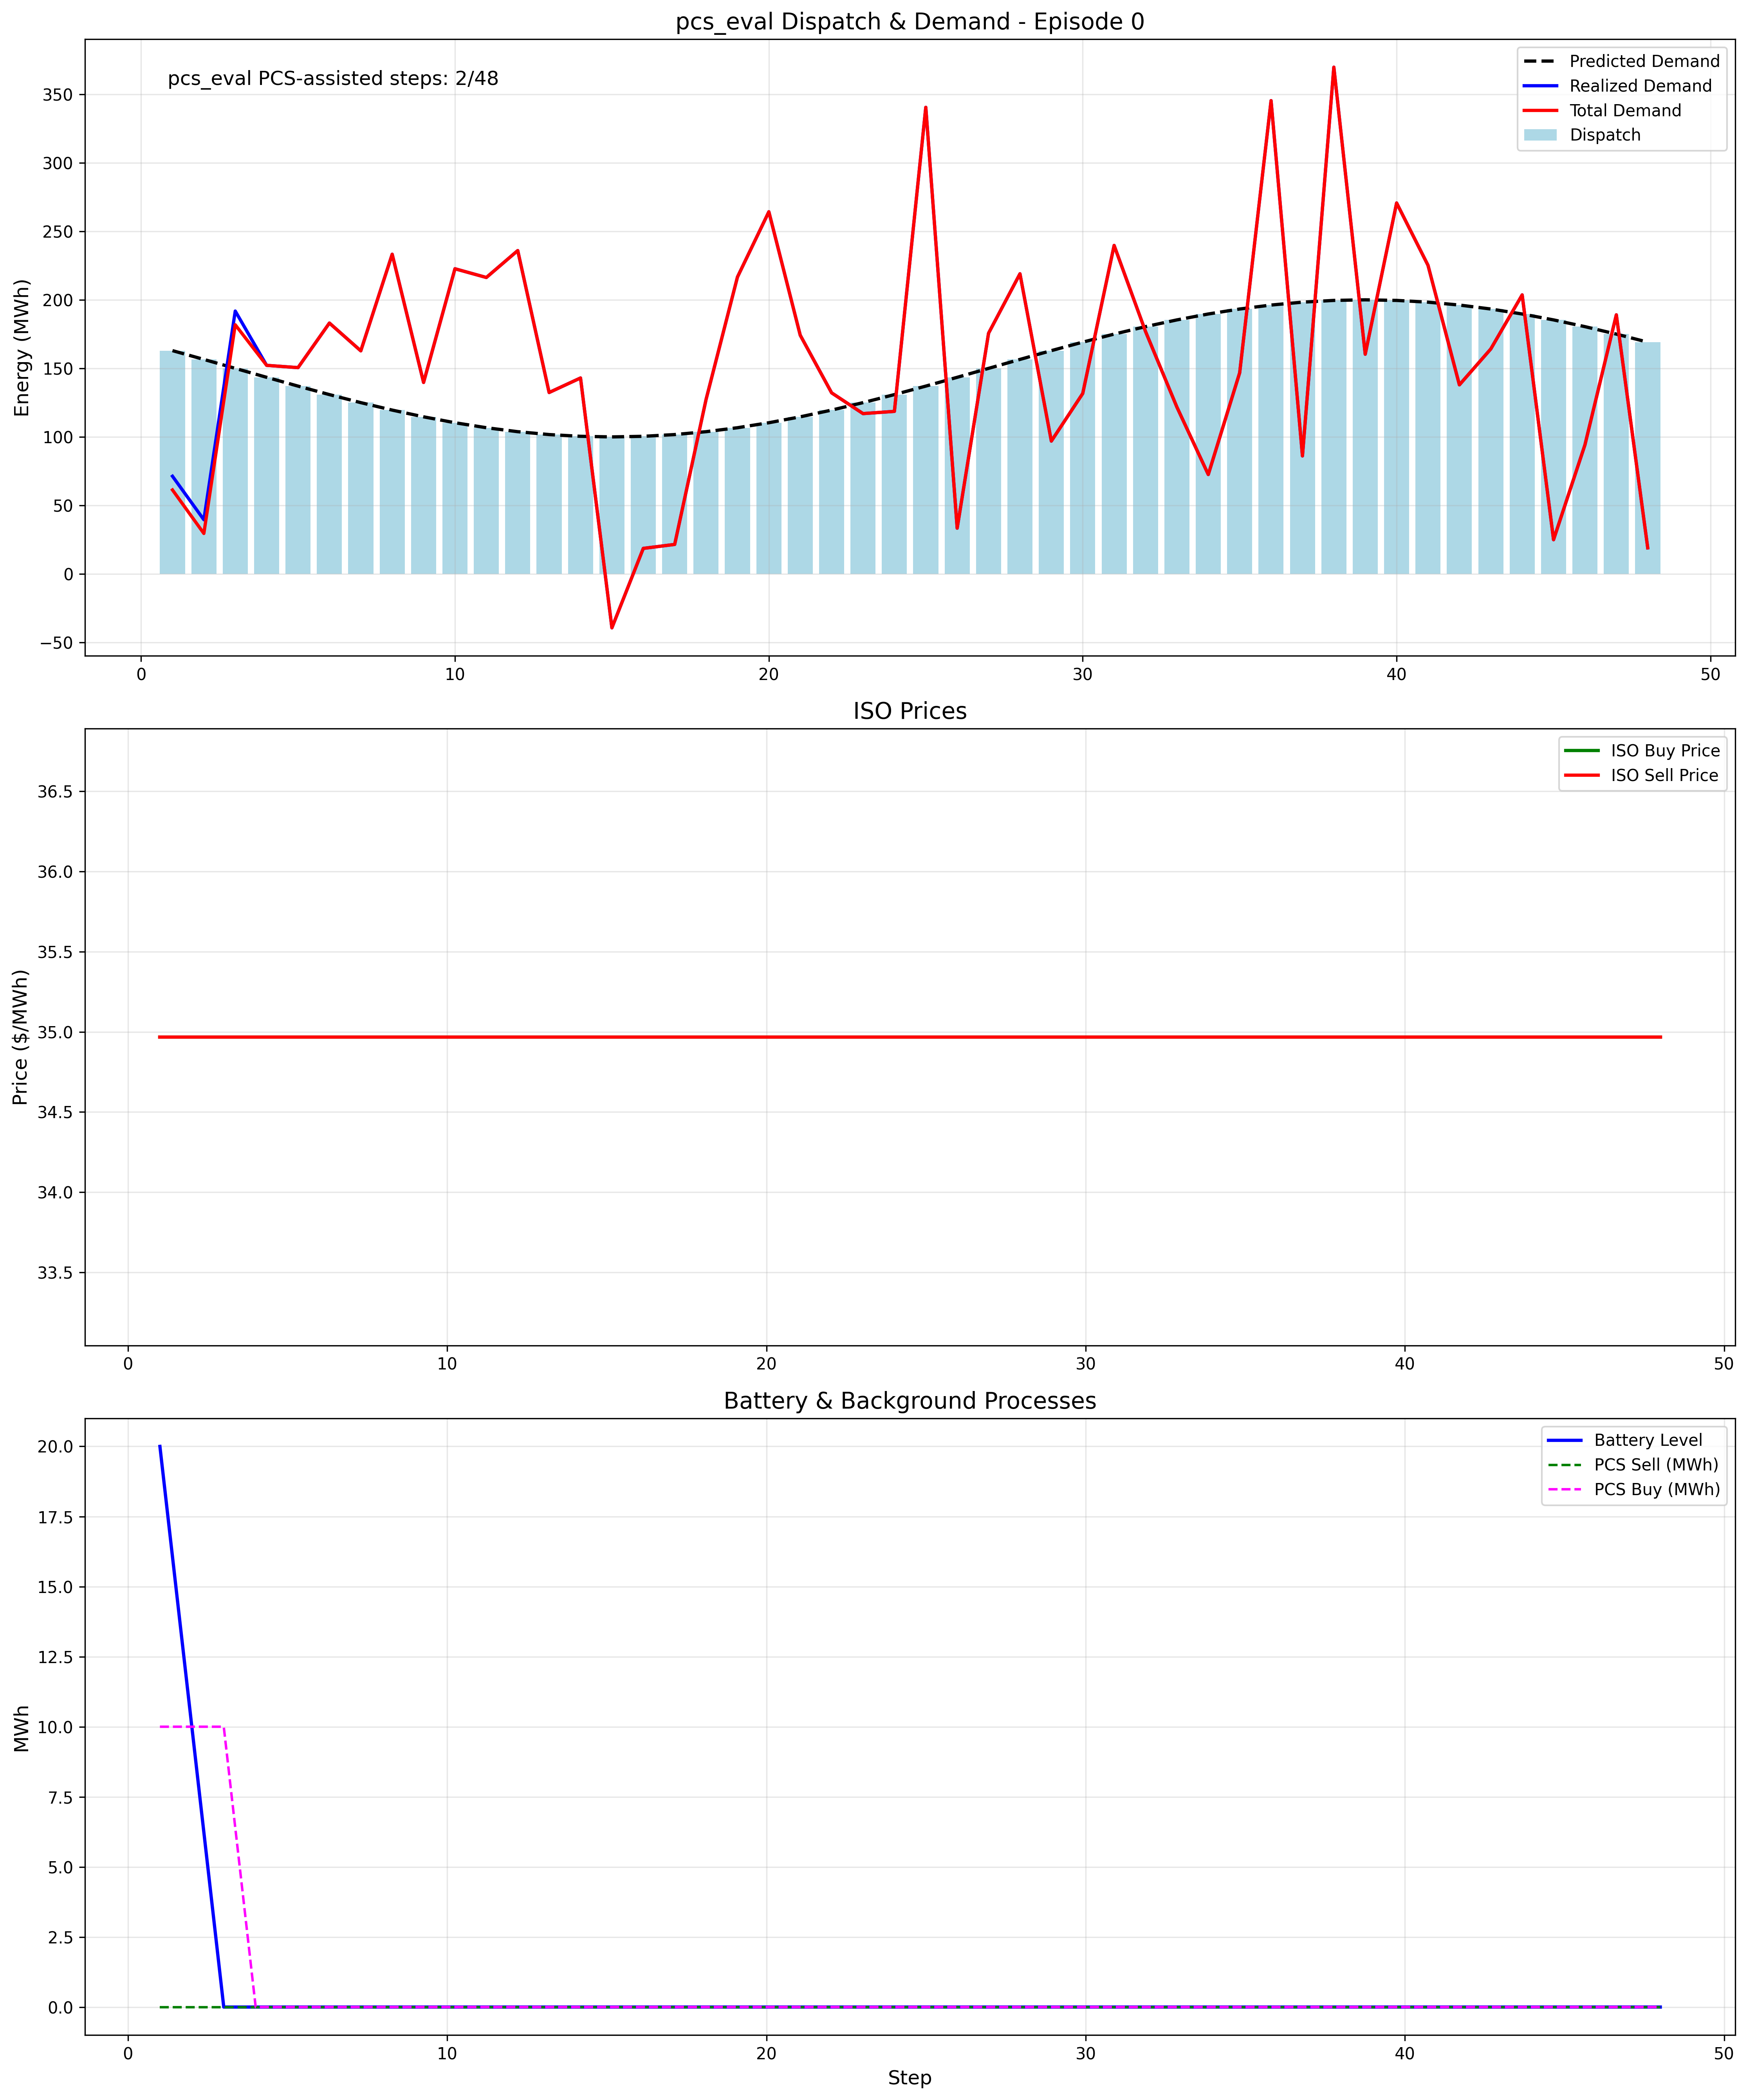 pcs_eval Dispatch & Demand - Episode 0
pcs_eval PCS-assisted steps: 2/48
Predicted Demand
Realized Demand
Total Demand
Dispatch
Energy (MWh)
350
300
250
200
150
100
50
0
−50
0 10 20 30 40 50
ISO Prices
ISO Buy Price
ISO Sell Price
Price ($/MWh)
36.5
36.0
35.5
35.0
34.5
34.0
33.5
0 10 20 30 40 50
Battery & Background Processes
Battery Level
PCS Sell (MWh)
PCS Buy (MWh)
MWh
20.0
17.5
15.0
12.5
10.0
7.5
5.0
2.5
0.0
0 10 20 30 40 50
Step